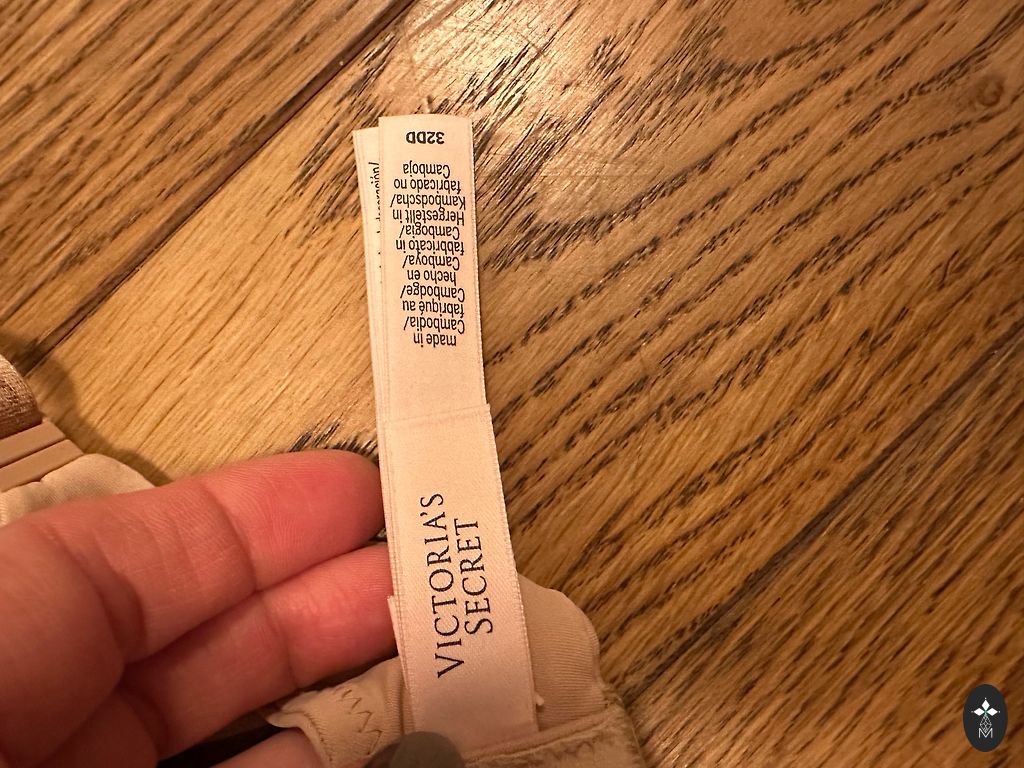 VICTORIA'S
SECRET
made in
Cambodia/
fabriqué au
Cambodge/
hecho en
Camboya/
fabbricato in
Cambogia/
Hergestellt in
Kambodscha/
fabricado no
Camboja
32DD
M